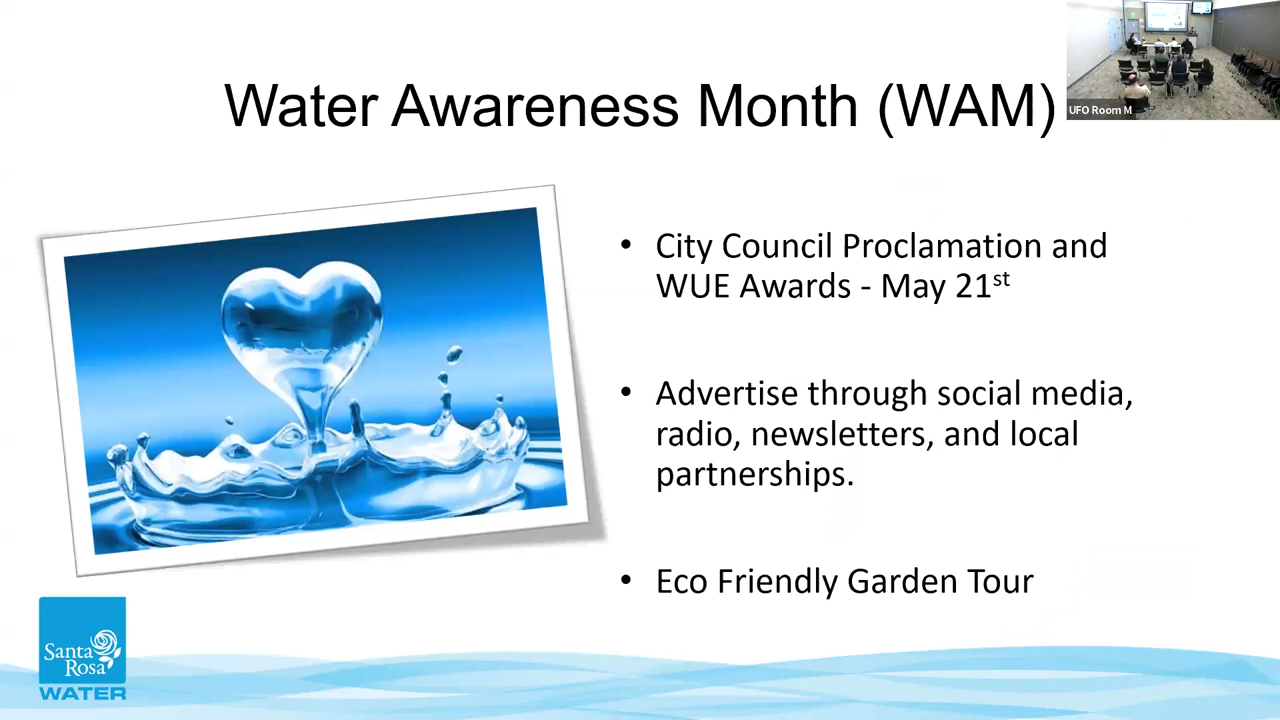 Water Awareness Month (WAM)
UFO Room M
• City Council Proclamation and
WUE Awards - May 21st
• Advertise through social media,
radio, newsletters, and local
partnerships.
• Eco Friendly Garden Tour
Santa
Rosa
WATER